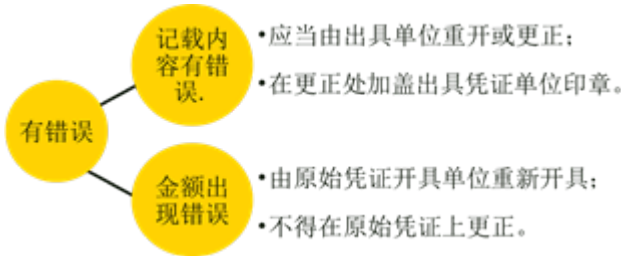 有错误
记载内
容有错
误.
•应当由出具单位重开或更正；
•在更正处加盖出具凭证单位印章。
金额出
现错误
•由原始凭证开具单位重新开具；
•不得在原始凭证上更正。